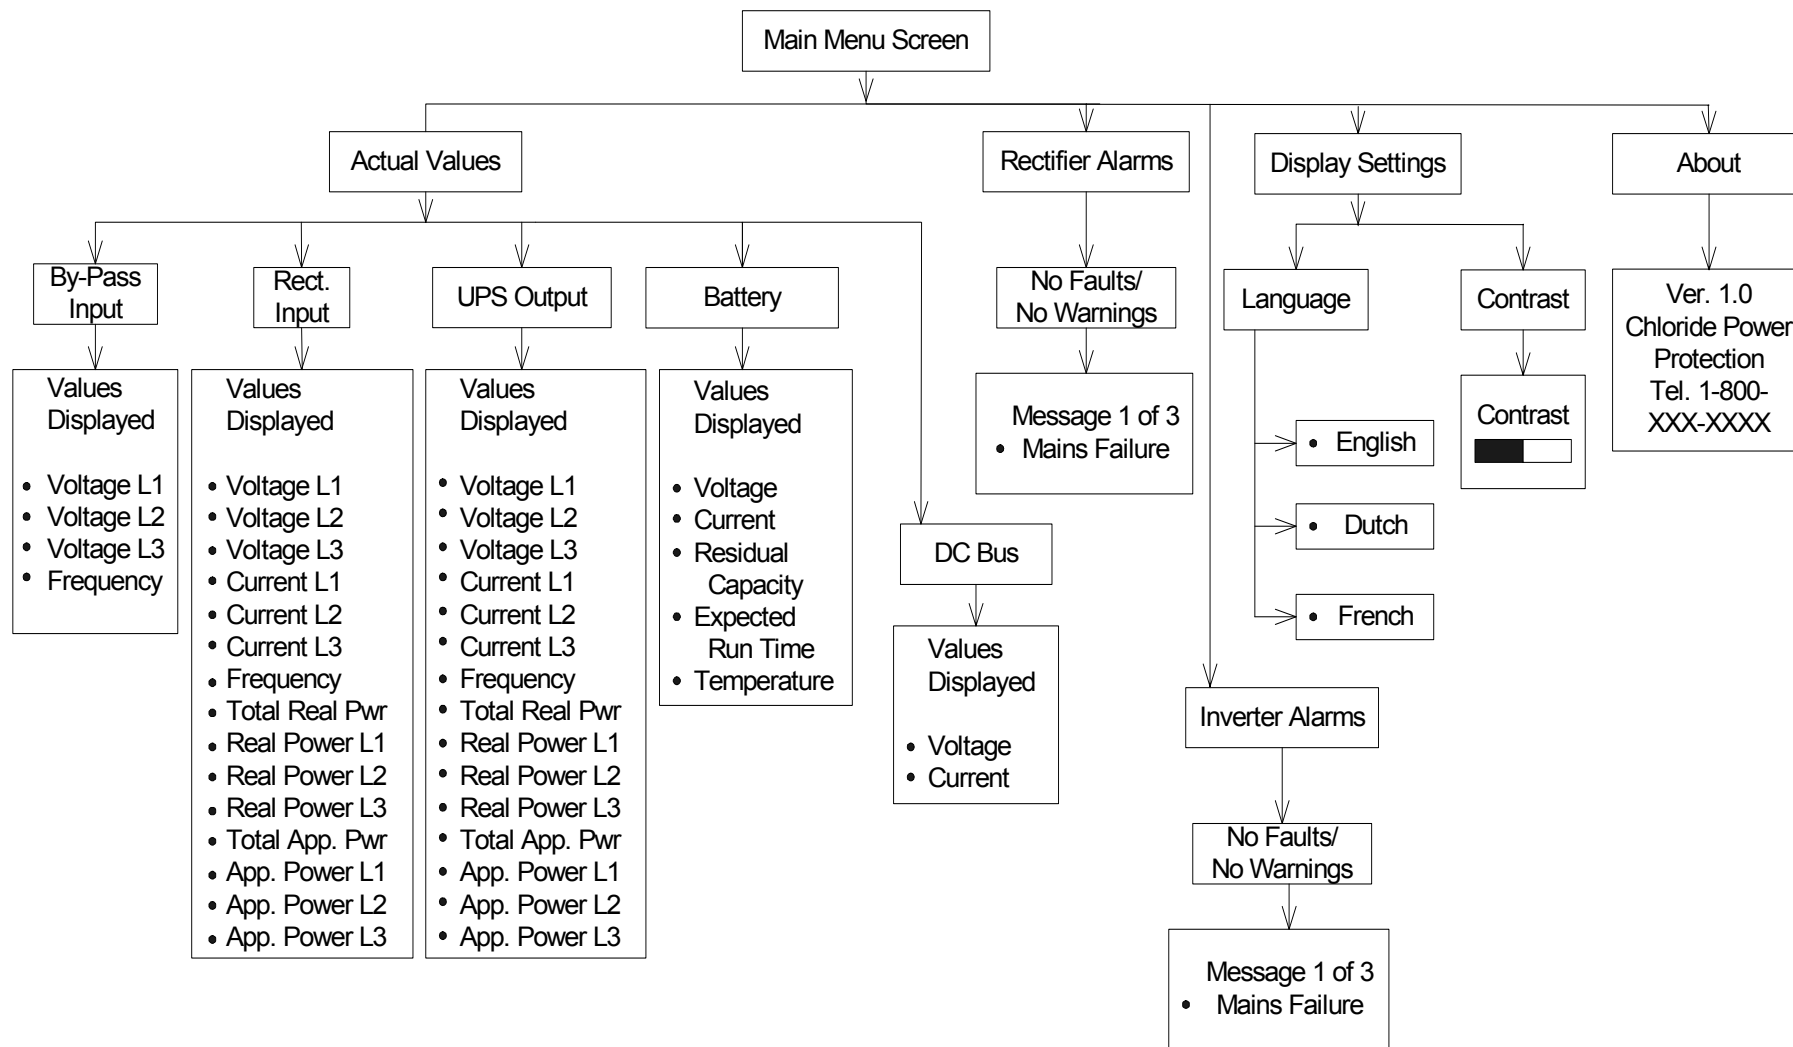 Main Menu Screen
Actual Values
Rectifier Alarms
Display Settings
About
By-Pass
Input
Rect.
Input
UPS Output
Battery
No Faults/
No Warnings
Language
Contrast
Ver. 1.0
Chloride Power
Protection
Tel. 1-800-
XXX-XXXX
Values
Displayed
• Voltage L1
• Voltage L2
• Voltage L3
• Frequency
Values
Displayed
• Voltage L1
• Voltage L2
• Voltage L3
• Current L1
• Current L2
• Current L3
• Frequency
• Total Real Pwr
• Real Power L1
• Real Power L2
• Real Power L3
• Total App. Pwr
• App. Power L1
• App. Power L2
• App. Power L3
Values
Displayed
• Voltage L1
• Voltage L2
• Voltage L3
• Current L1
• Current L2
• Current L3
• Frequency
• Total Real Pwr
• Real Power L1
• Real Power L2
• Real Power L3
• Total App. Pwr
• App. Power L1
• App. Power L2
• App. Power L3
Values
Displayed
• Voltage
• Current
• Residual
Capacity
• Expected
Run Time
• Temperature
DC Bus
Values
Displayed
• Voltage
• Current
Message 1 of 3
• Mains Failure
• English
• Dutch
• French
Contrast
Inverter Alarms
No Faults/
No Warnings
Message 1 of 3
• Mains Failure